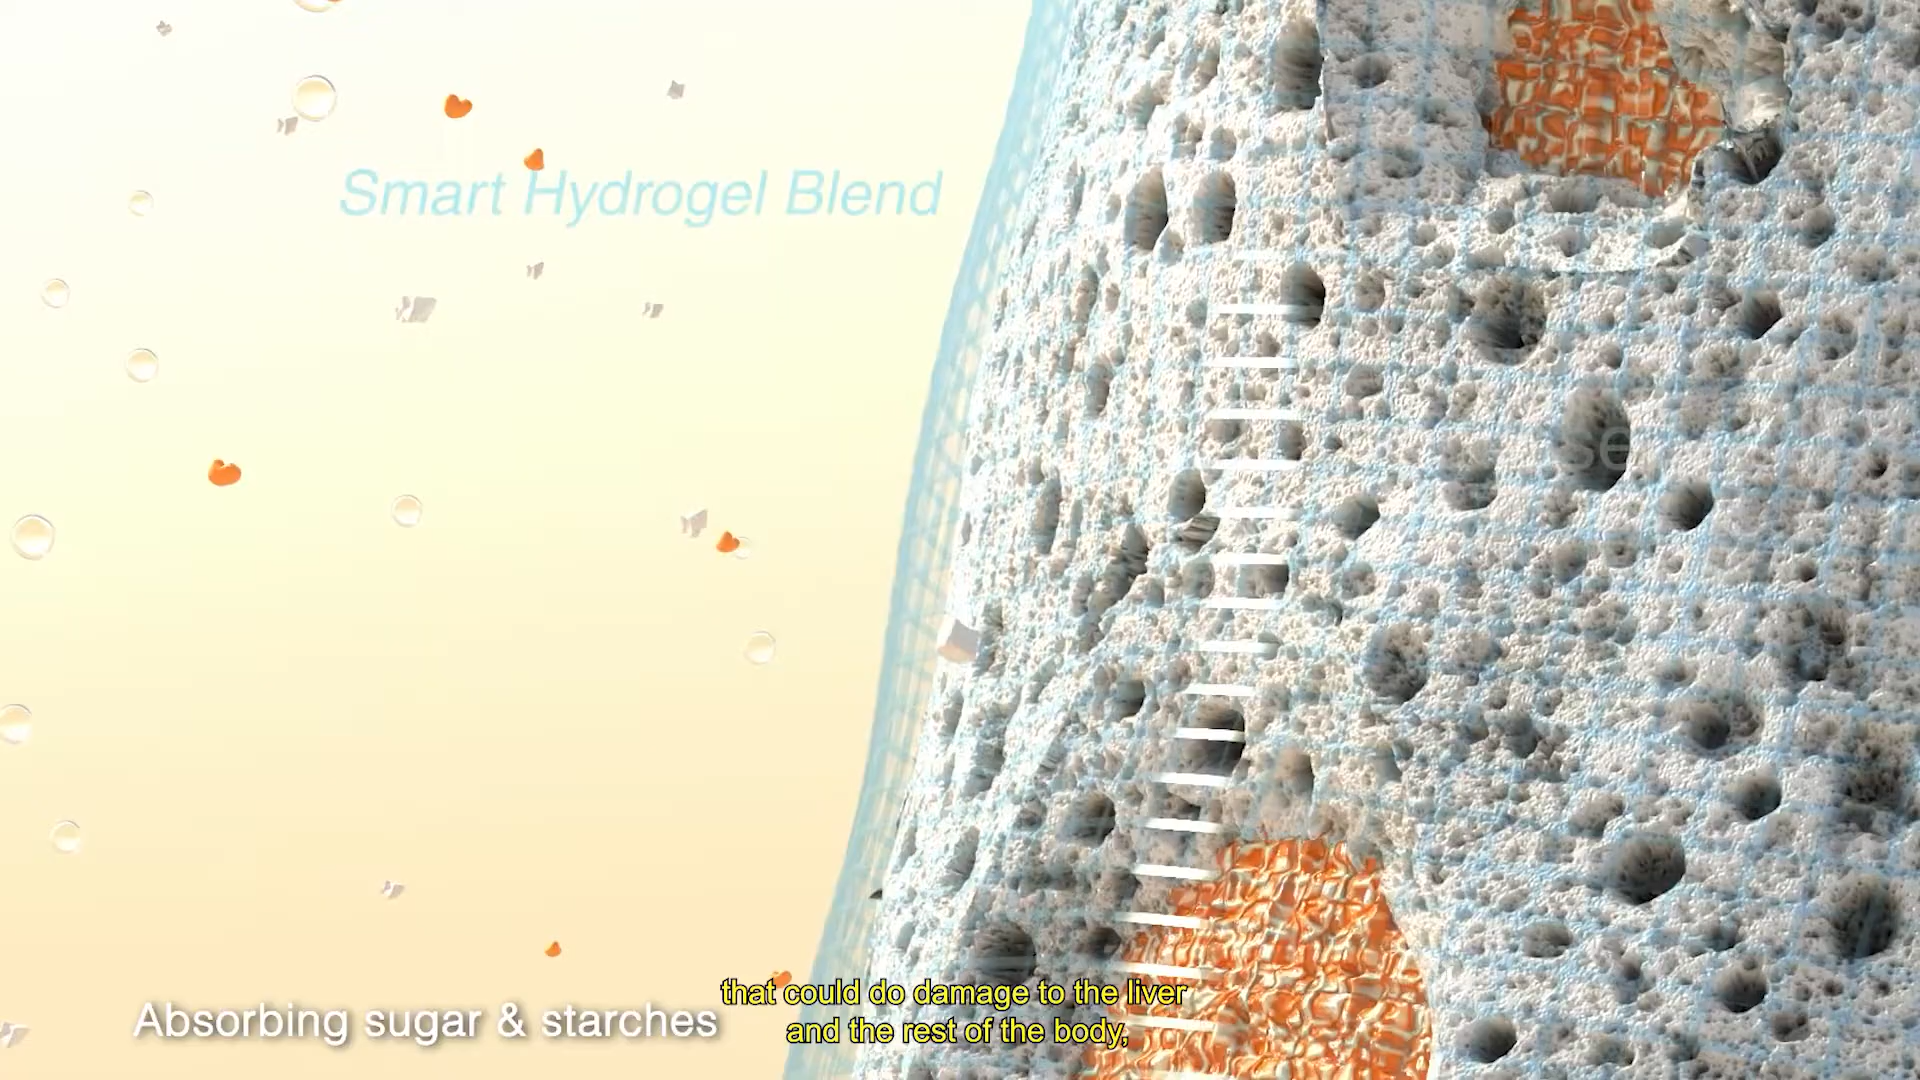 Smart Hydrogel Blend
Absorbing sugar & starches
that could do damage to the liver
and the rest of the body,